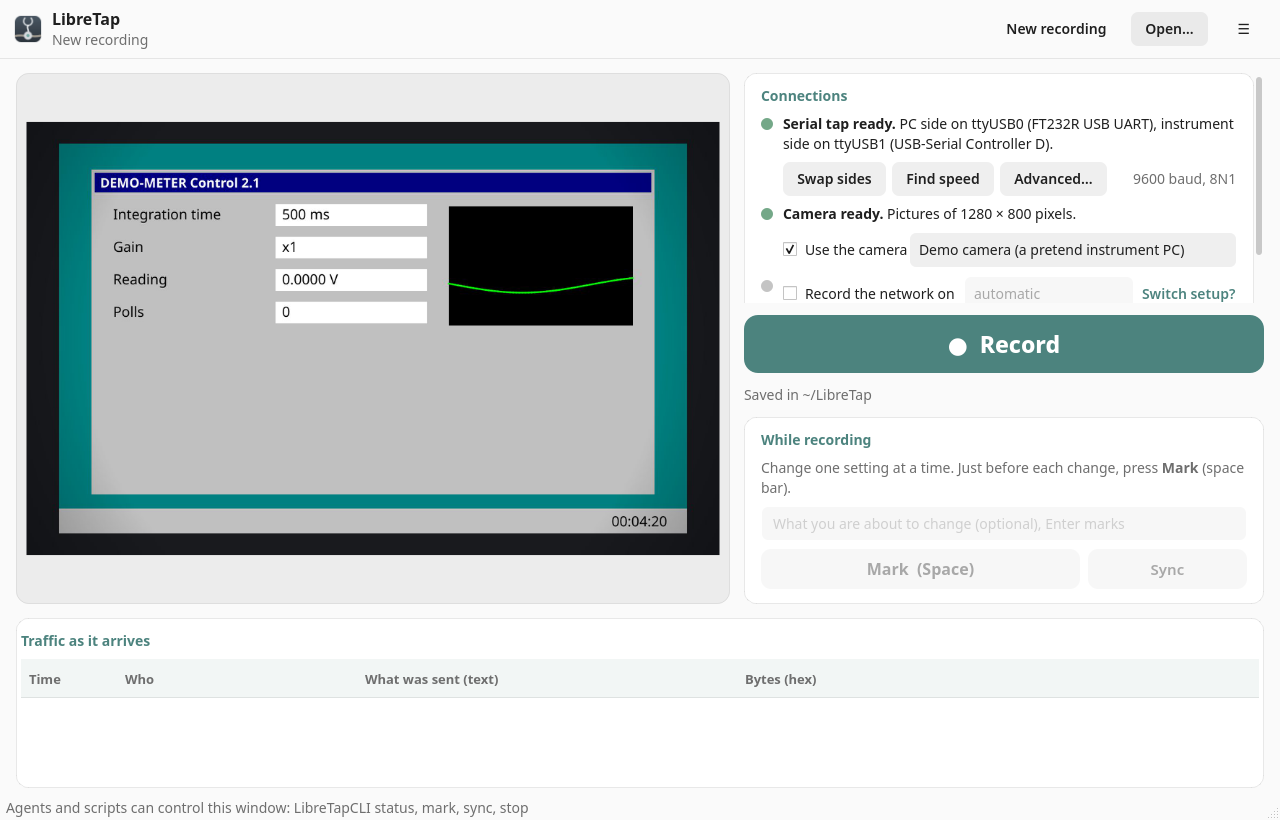 LibreTap
New recording
New recording
Open...
☰
DEMO-METER Control 2.1
Integration time
500 ms
Gain
x1
Reading
0.0000 V
Polls
0
00:04:20
Connections
Serial tap ready. PC side on ttyUSB0 (FT232R USB UART), instrument
side on ttyUSB1 (USB-Serial Controller D).
Swap sides
Find speed
Advanced...
9600 baud, 8N1
Camera ready. Pictures of 1280 × 800 pixels.
Use the camera
Demo camera (a pretend instrument PC)
Record the network on
automatic
Switch setup?
Record
Saved in ~/LibreTap
While recording
Change one setting at a time. Just before each change, press Mark (space
bar).
What you are about to change (optional), Enter marks
Mark (Space)
Sync
Traffic as it arrives
Time
Who
What was sent (text)
Bytes (hex)
Agents and scripts can control this window: LibreTapCLI status, mark, sync, stop